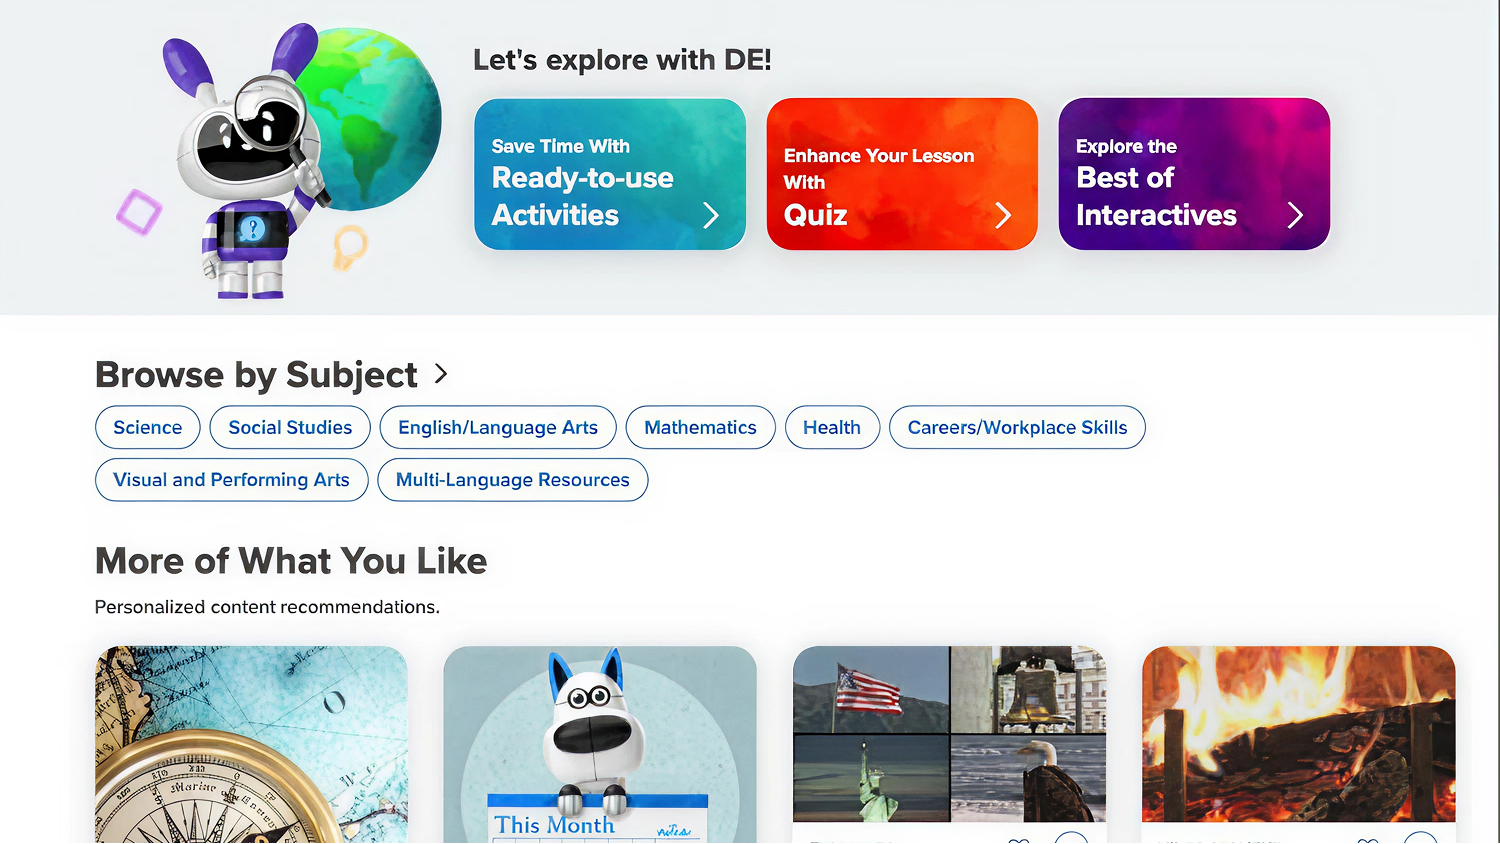 Let's explore with DE!
Save Time With
Ready-to-use
Activities
Enhance Your Lesson
With
Quiz
Explore the
Best of
Interactives
?
Browse by Subject
Science
Social Studies
English/Language Arts
Mathematics
Health
Careers/Workplace Skills
Visual and Performing Arts
Multi-Language Resources
More of What You Like
Personalized content recommendations.
This Month
notes